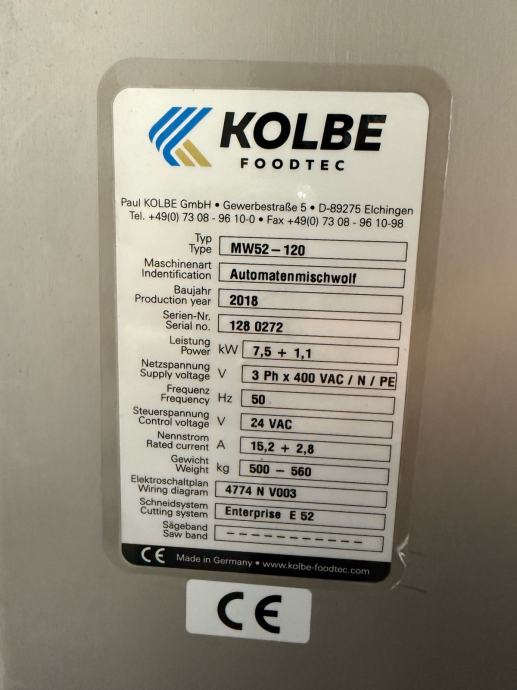 KOLBE
FOODTEC
Paul KOLBE GmbH • Gewerbestraße 5 • D-89275 Elchingen
Tel. +49(0) 73 08 - 96 10-0 • Fax +49(0) 73 08 - 96 10-98
Typ
Type MW52-120
Maschinenart
Indentification Automatenmischwolf
Baujahr
Production year 2018
Serien-Nr.
Serial no. 128 0272
Leistung
Power kW 7,5 + 1,1
Netzspannung
Supply voltage V 3 Ph x 400 VAC / N / PE
Frequenz
Frequency Hz 50
Steuerspannung
Control voltage V 24 VAC
Nennstrom
Rated current A 15,2 + 2,8
Gewicht
Weight kg 500 - 560
Elektroschaltplan
Wiring diagram 4774 N V003
Schneidsystem
Cutting system Enterprise E 52
Sägeband
Saw band -----------
CE Made in Germany • www.kolbe-foodtec.com
CE